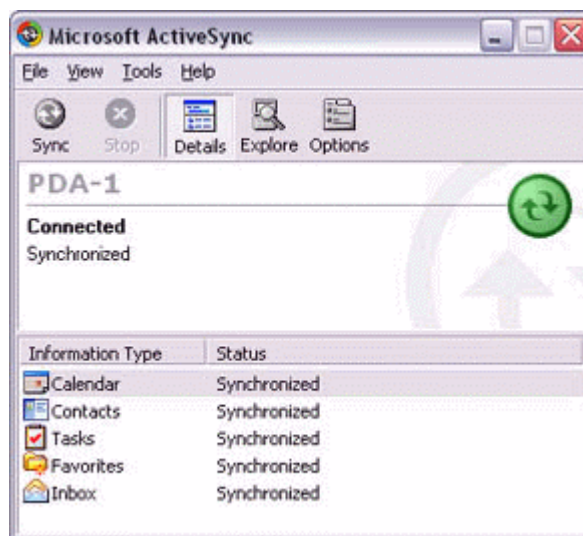 Microsoft ActiveSync
File View Tools Help
Sync Stop Details Explore Options
PDA-1
Connected
Synchronized
Information Type Status
Calendar Synchronized
Contacts Synchronized
Tasks Synchronized
Favorites Synchronized
Inbox Synchronized